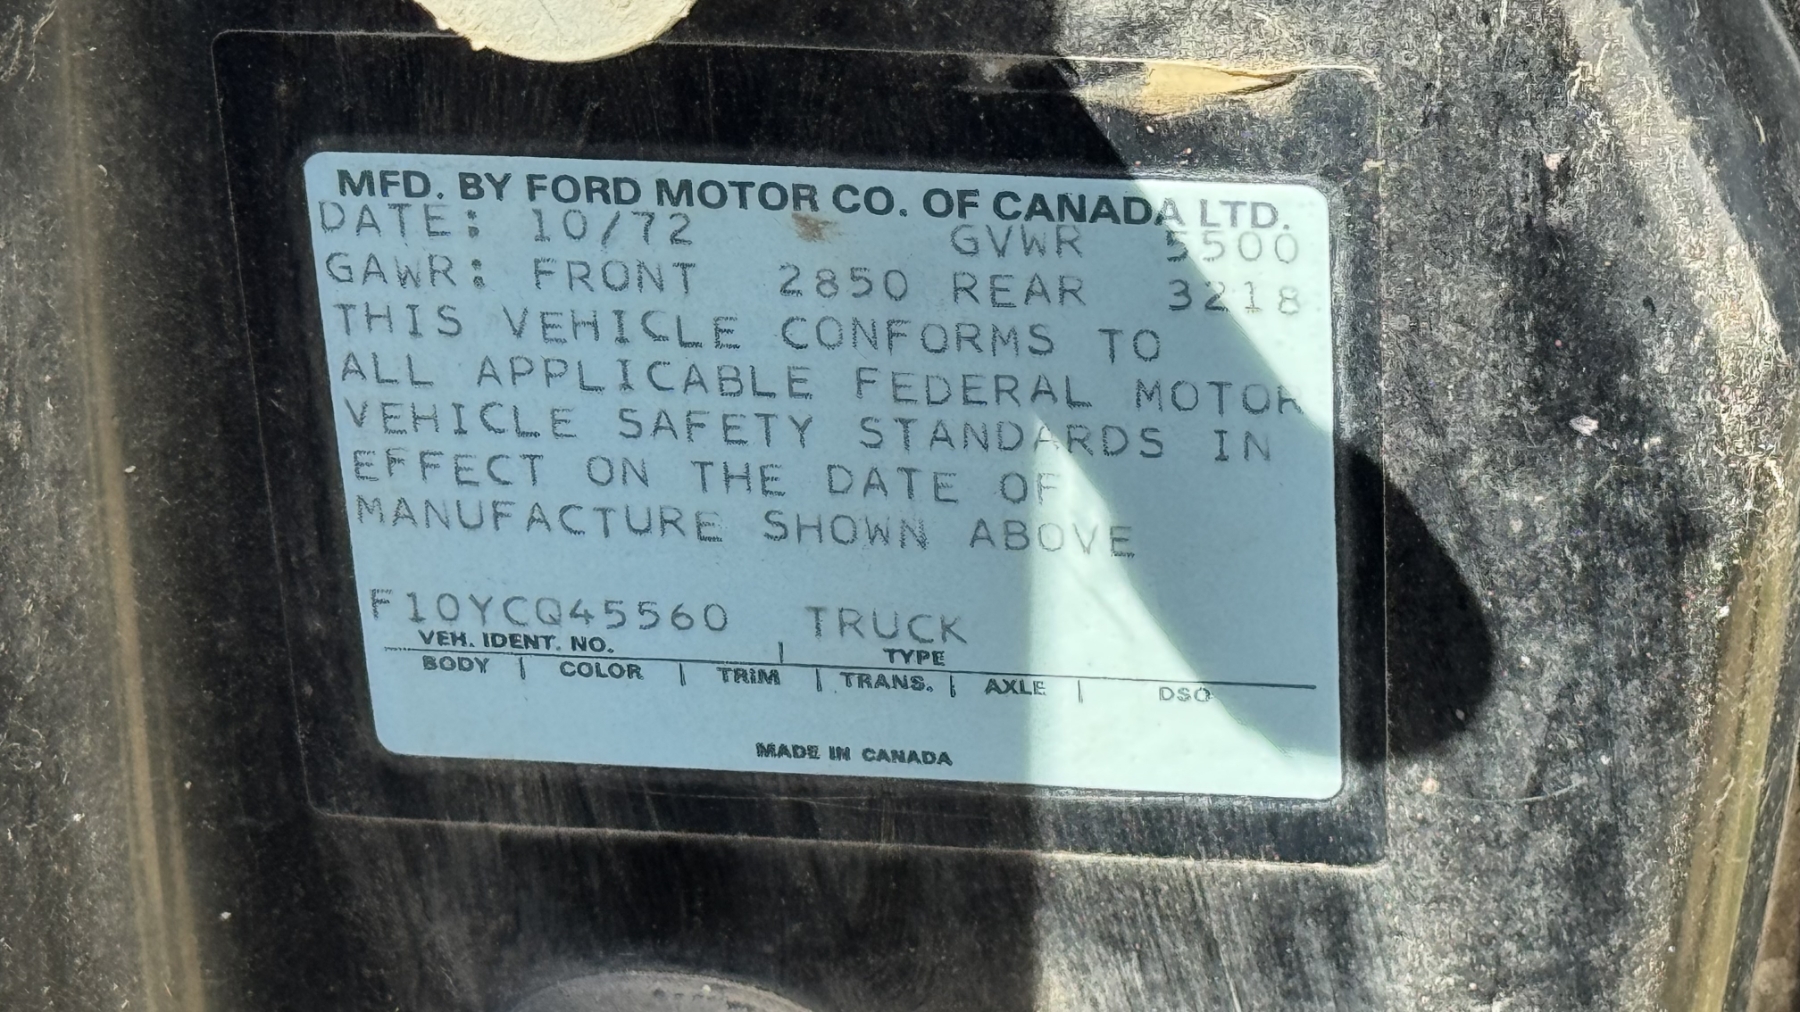 MFD. BY FORD MOTOR CO. OF CANADA LTD.
DATE: 10/72 GVWR 5500
GAWR: FRONT 2850 REAR 3218
THIS VEHICLE CONFORMS TO
ALL APPLICABLE FEDERAL MOTOR
VEHICLE SAFETY STANDARDS IN
EFFECT ON THE DATE OF
MANUFACTURE SHOWN ABOVE
F10YCQ45560 TRUCK
VEH. IDENT. NO. | TYPE
BODY | COLOR | TRIM | TRANS. | AXLE | DSO
MADE IN CANADA